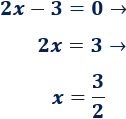 2x − 3 = 0 →
2x = 3 →
x = 3/2